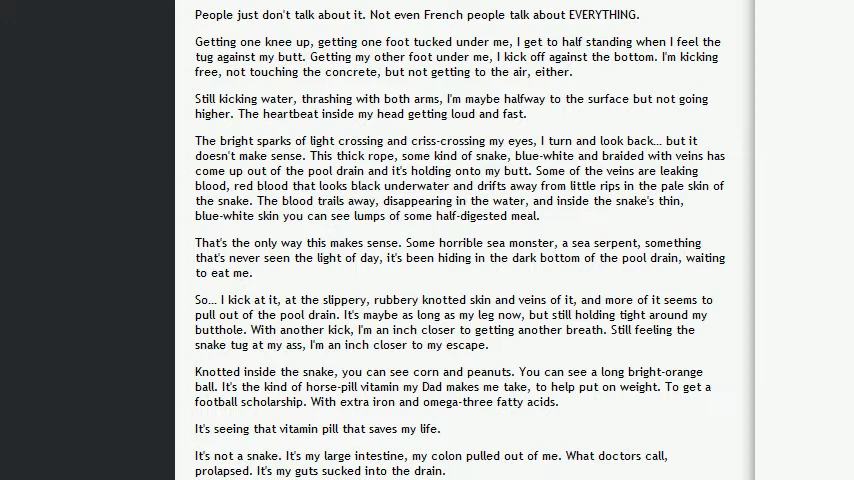 People just don't talk about it. Not even French people talk about EVERYTHING.
Getting one knee up, getting one foot tucked under me, I get to half standing when I feel the
tug against my butt. Getting my other foot under me, I kick off against the bottom. I'm kicking
free, not touching the concrete, but not getting to the air, either.
Still kicking water, thrashing with both arms, I'm maybe halfway to the surface but not going
higher. The heartbeat inside my head getting loud and fast.
The bright sparks of light crossing and criss-crossing my eyes, I turn and look back... but it
doesn't make sense. This thick rope, some kind of snake, blue-white and braided with veins has
come up out of the pool drain and it's holding onto my butt. Some of the veins are leaking
blood, red blood that looks black underwater and drifts away from little rips in the pale skin of
the snake. The blood trails away, disappearing in the water, and inside the snake's thin,
blue-white skin you can see lumps of some half-digested meal.
That's the only way this makes sense. Some horrible sea monster, a sea serpent, something
that's never seen the light of day, it's been hiding in the dark bottom of the pool drain, waiting
to eat me.
So... I kick at it, at the slippery, rubbery knotted skin and veins of it, and more of it seems to
pull out of the pool drain. It's maybe as long as my leg now, but still holding tight around my
butthole. With another kick, I'm an inch closer to getting another breath. Still feeling the
snake tug at my ass, I'm an inch closer to my escape.
Knotted inside the snake, you can see corn and peanuts. You can see a long bright-orange
ball. It's the kind of horse-pill vitamin my Dad makes me take, to help put on weight. To get a
football scholarship. With extra iron and omega-three fatty acids.
It's seeing that vitamin pill that saves my life.
It's not a snake. It's my large intestine, my colon pulled out of me. What doctors call,
prolapsed. It's my guts sucked into the drain.